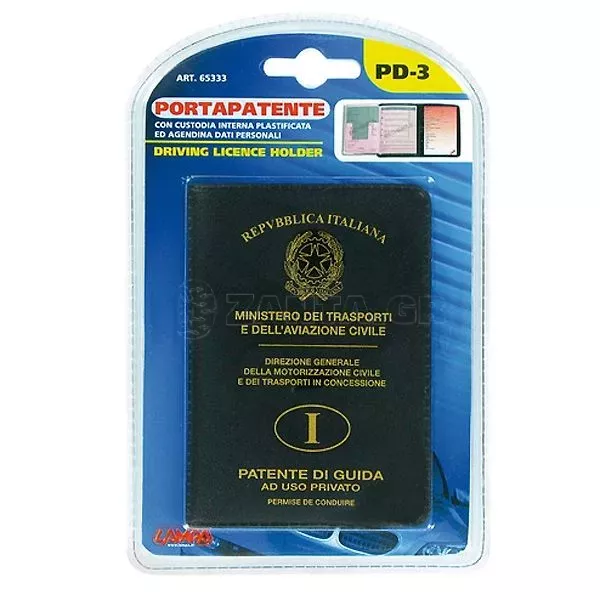 ART. 65333
PD-3
PORTAPATENTE
CON CUSTODIA INTERNA PLASTIFICATA
ED AGENDINA DATI PERSONALI
DRIVING LICENCE HOLDER
REPVBBLICA ITALIANA
MINISTERO DEI TRASPORTI
E DELL'AVIAZIONE CIVILE
DIREZIONE GENERALE
DELLA MOTORIZZAZIONE CIVILE
E DEI TRASPORTI IN CONCESSIONE
I
PATENTE DI GUIDA
AD USO PRIVATO
PERMISE DE CONDUIRE
LAMPA